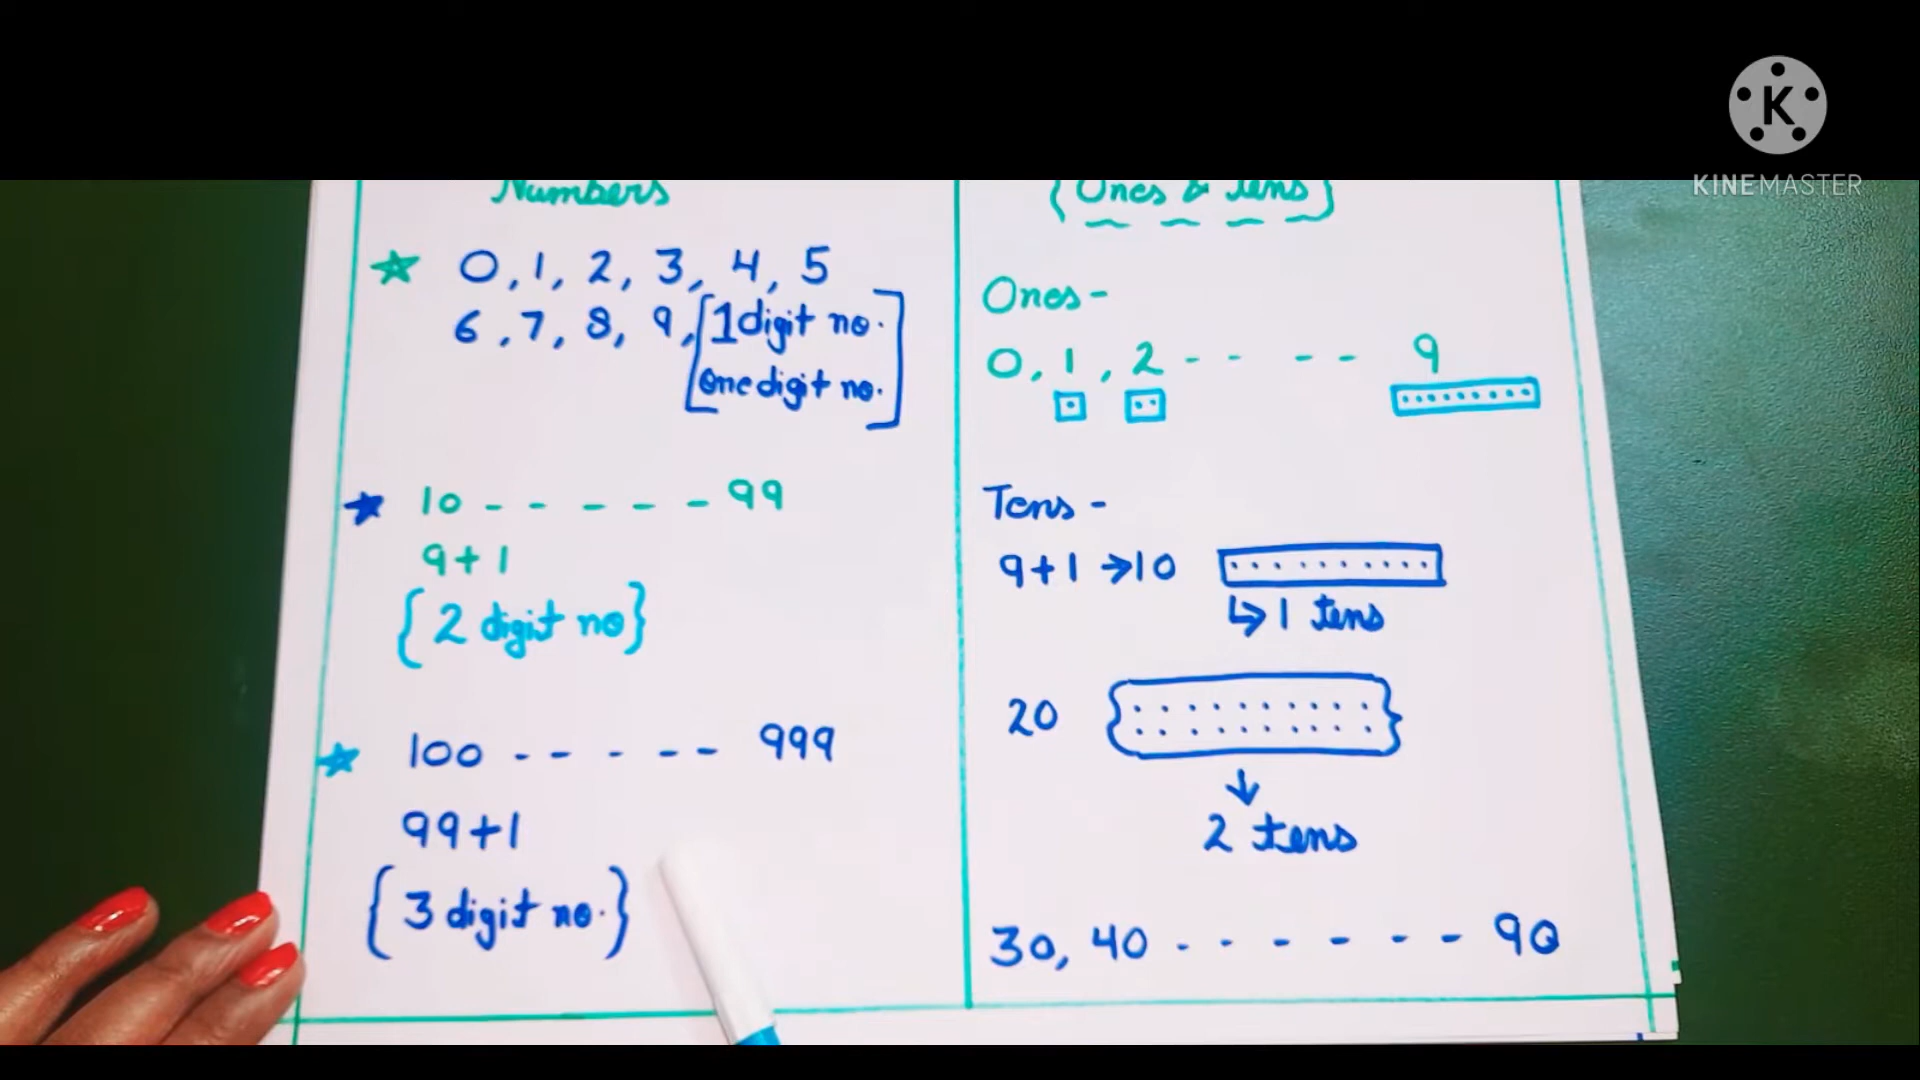 K
KINEMASTER
Numbers
0, 1, 2, 3, 4, 5
6, 7, 8, 9, [1 digit no.
one digit no.]
10 - - - - - 99
9+1
{2 digit no}
100 - - - - - 999
99+1
{3 digit no.}
{Ones & Tens}
Ones -
0, 1, 2 - - - - 9
Tens -
9+1 →10
↳ 1 tens
20
↓
2 tens
30, 40 - - - - - - - 90